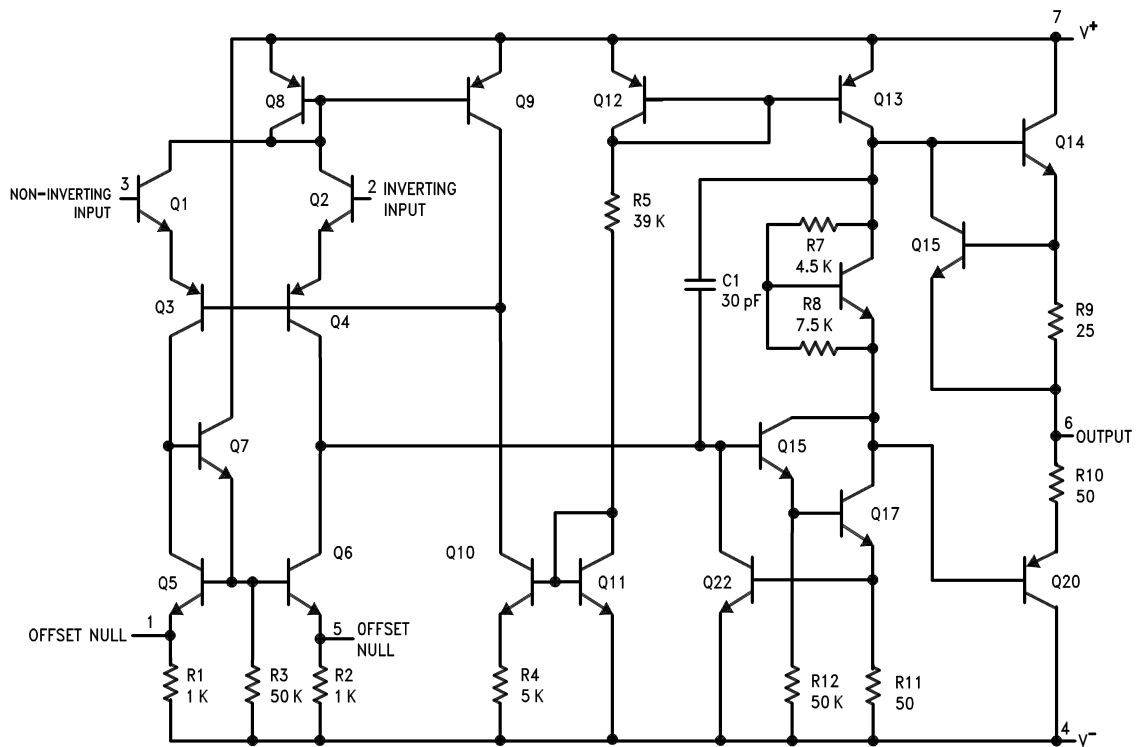 7
V+
Q8
Q9
Q12
Q13
Q14
3
NON-INVERTING
INPUT
Q1
Q2
2 INVERTING
INPUT
R5
39 K
Q15
R7
4.5 K
C1
30 pF
R8
7.5 K
Q3
Q4
R9
25
Q7
Q15
6
OUTPUT
R10
50
Q17
Q5
Q6
Q10
Q11
Q22
Q20
1
OFFSET NULL
5
OFFSET
NULL
R1
1 K
R3
50 K
R2
1 K
R4
5 K
R12
50 K
R11
50
4
V-